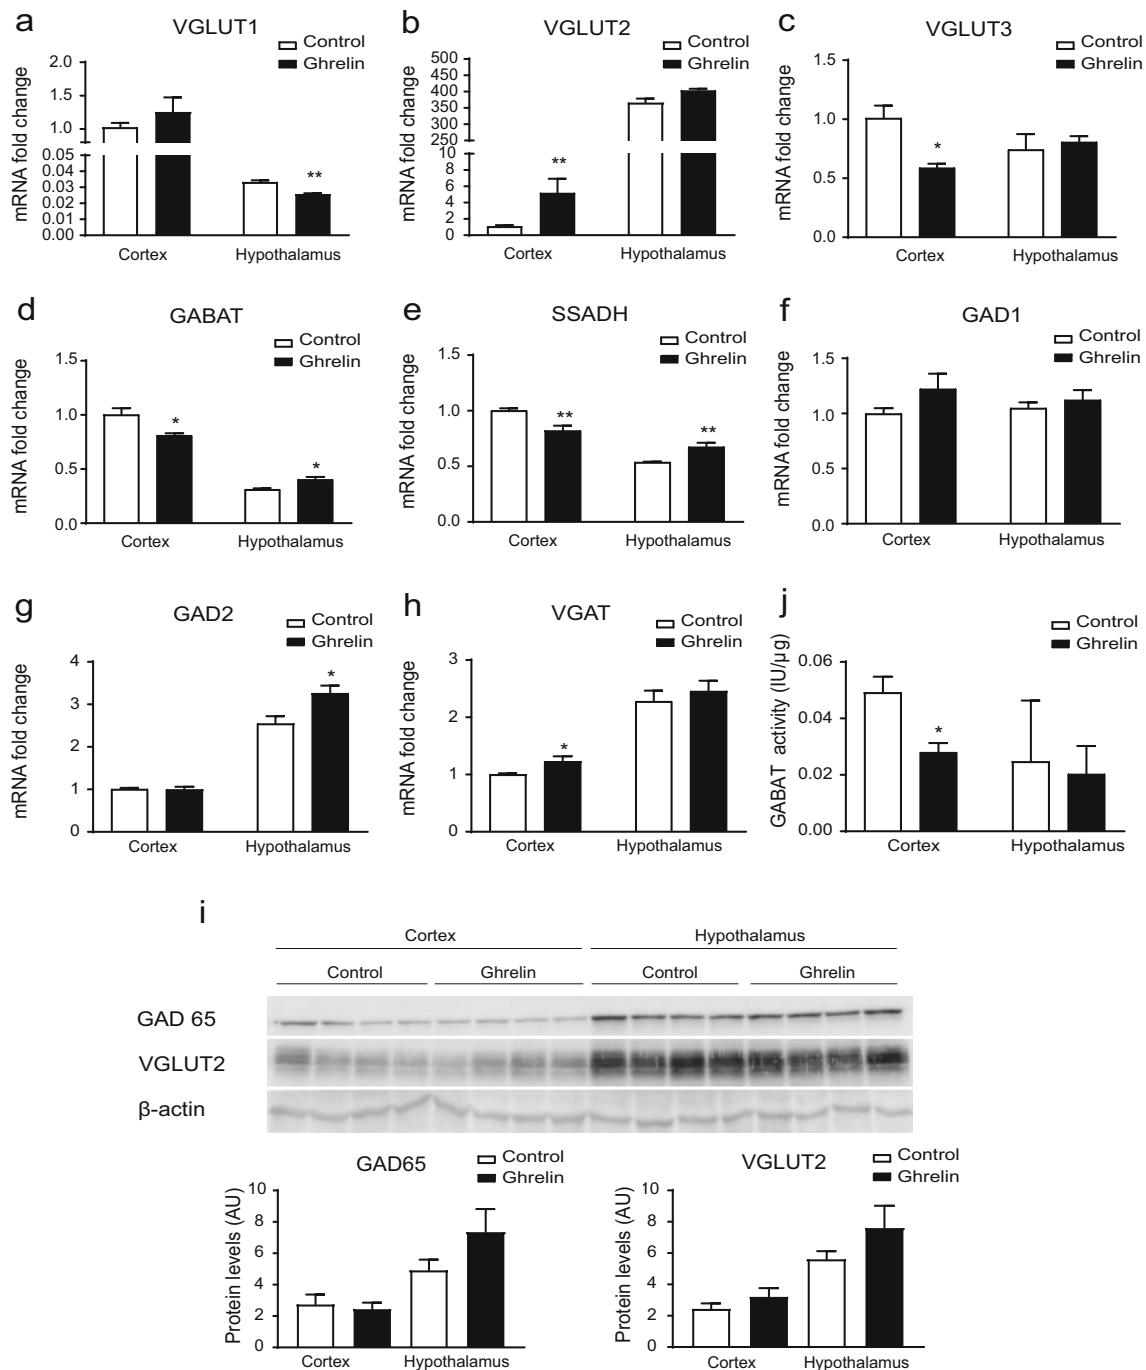 a
VGLUT1
Control
Ghrelin
mRNA fold change
2.0
1.5
1.0
0.05
0.04
0.03
0.02
0.01
0.00
**
Cortex
Hypothalamus
b
VGLUT2
Control
Ghrelin
mRNA fold change
500
450
400
350
300
250
10
8
6
4
2
0
**
Cortex
Hypothalamus
c
VGLUT3
Control
Ghrelin
mRNA fold change
1.5
1.0
0.5
0.0
*
Cortex
Hypothalamus
d
GABAT
Control
Ghrelin
mRNA fold change
1.5
1.0
0.5
0.0
*
*
Cortex
Hypothalamus
e
SSADH
Control
Ghrelin
mRNA fold change
1.5
1.0
0.5
0.0
**
**
Cortex
Hypothalamus
f
GAD1
Control
Ghrelin
mRNA fold change
1.5
1.0
0.5
0.0
Cortex
Hypothalamus
g
GAD2
Control
Ghrelin
mRNA fold change
4
3
2
1
0
*
Cortex
Hypothalamus
h
VGAT
Control
Ghrelin
mRNA fold change
3
2
1
0
*
Cortex
Hypothalamus
j
Control
Ghrelin
GABAT activity (IU/µg)
0.06
0.04
0.02
0.00
*
Cortex
Hypothalamus
i
Cortex
Hypothalamus
Control
Ghrelin
Control
Ghrelin
GAD 65
VGLUT2
β-actin
GAD65
Control
Ghrelin
Protein levels (AU)
10
8
6
4
2
0
Cortex
Hypothalamus
VGLUT2
Control
Ghrelin
Protein levels (AU)
10
8
6
4
2
0
Cortex
Hypothalamus